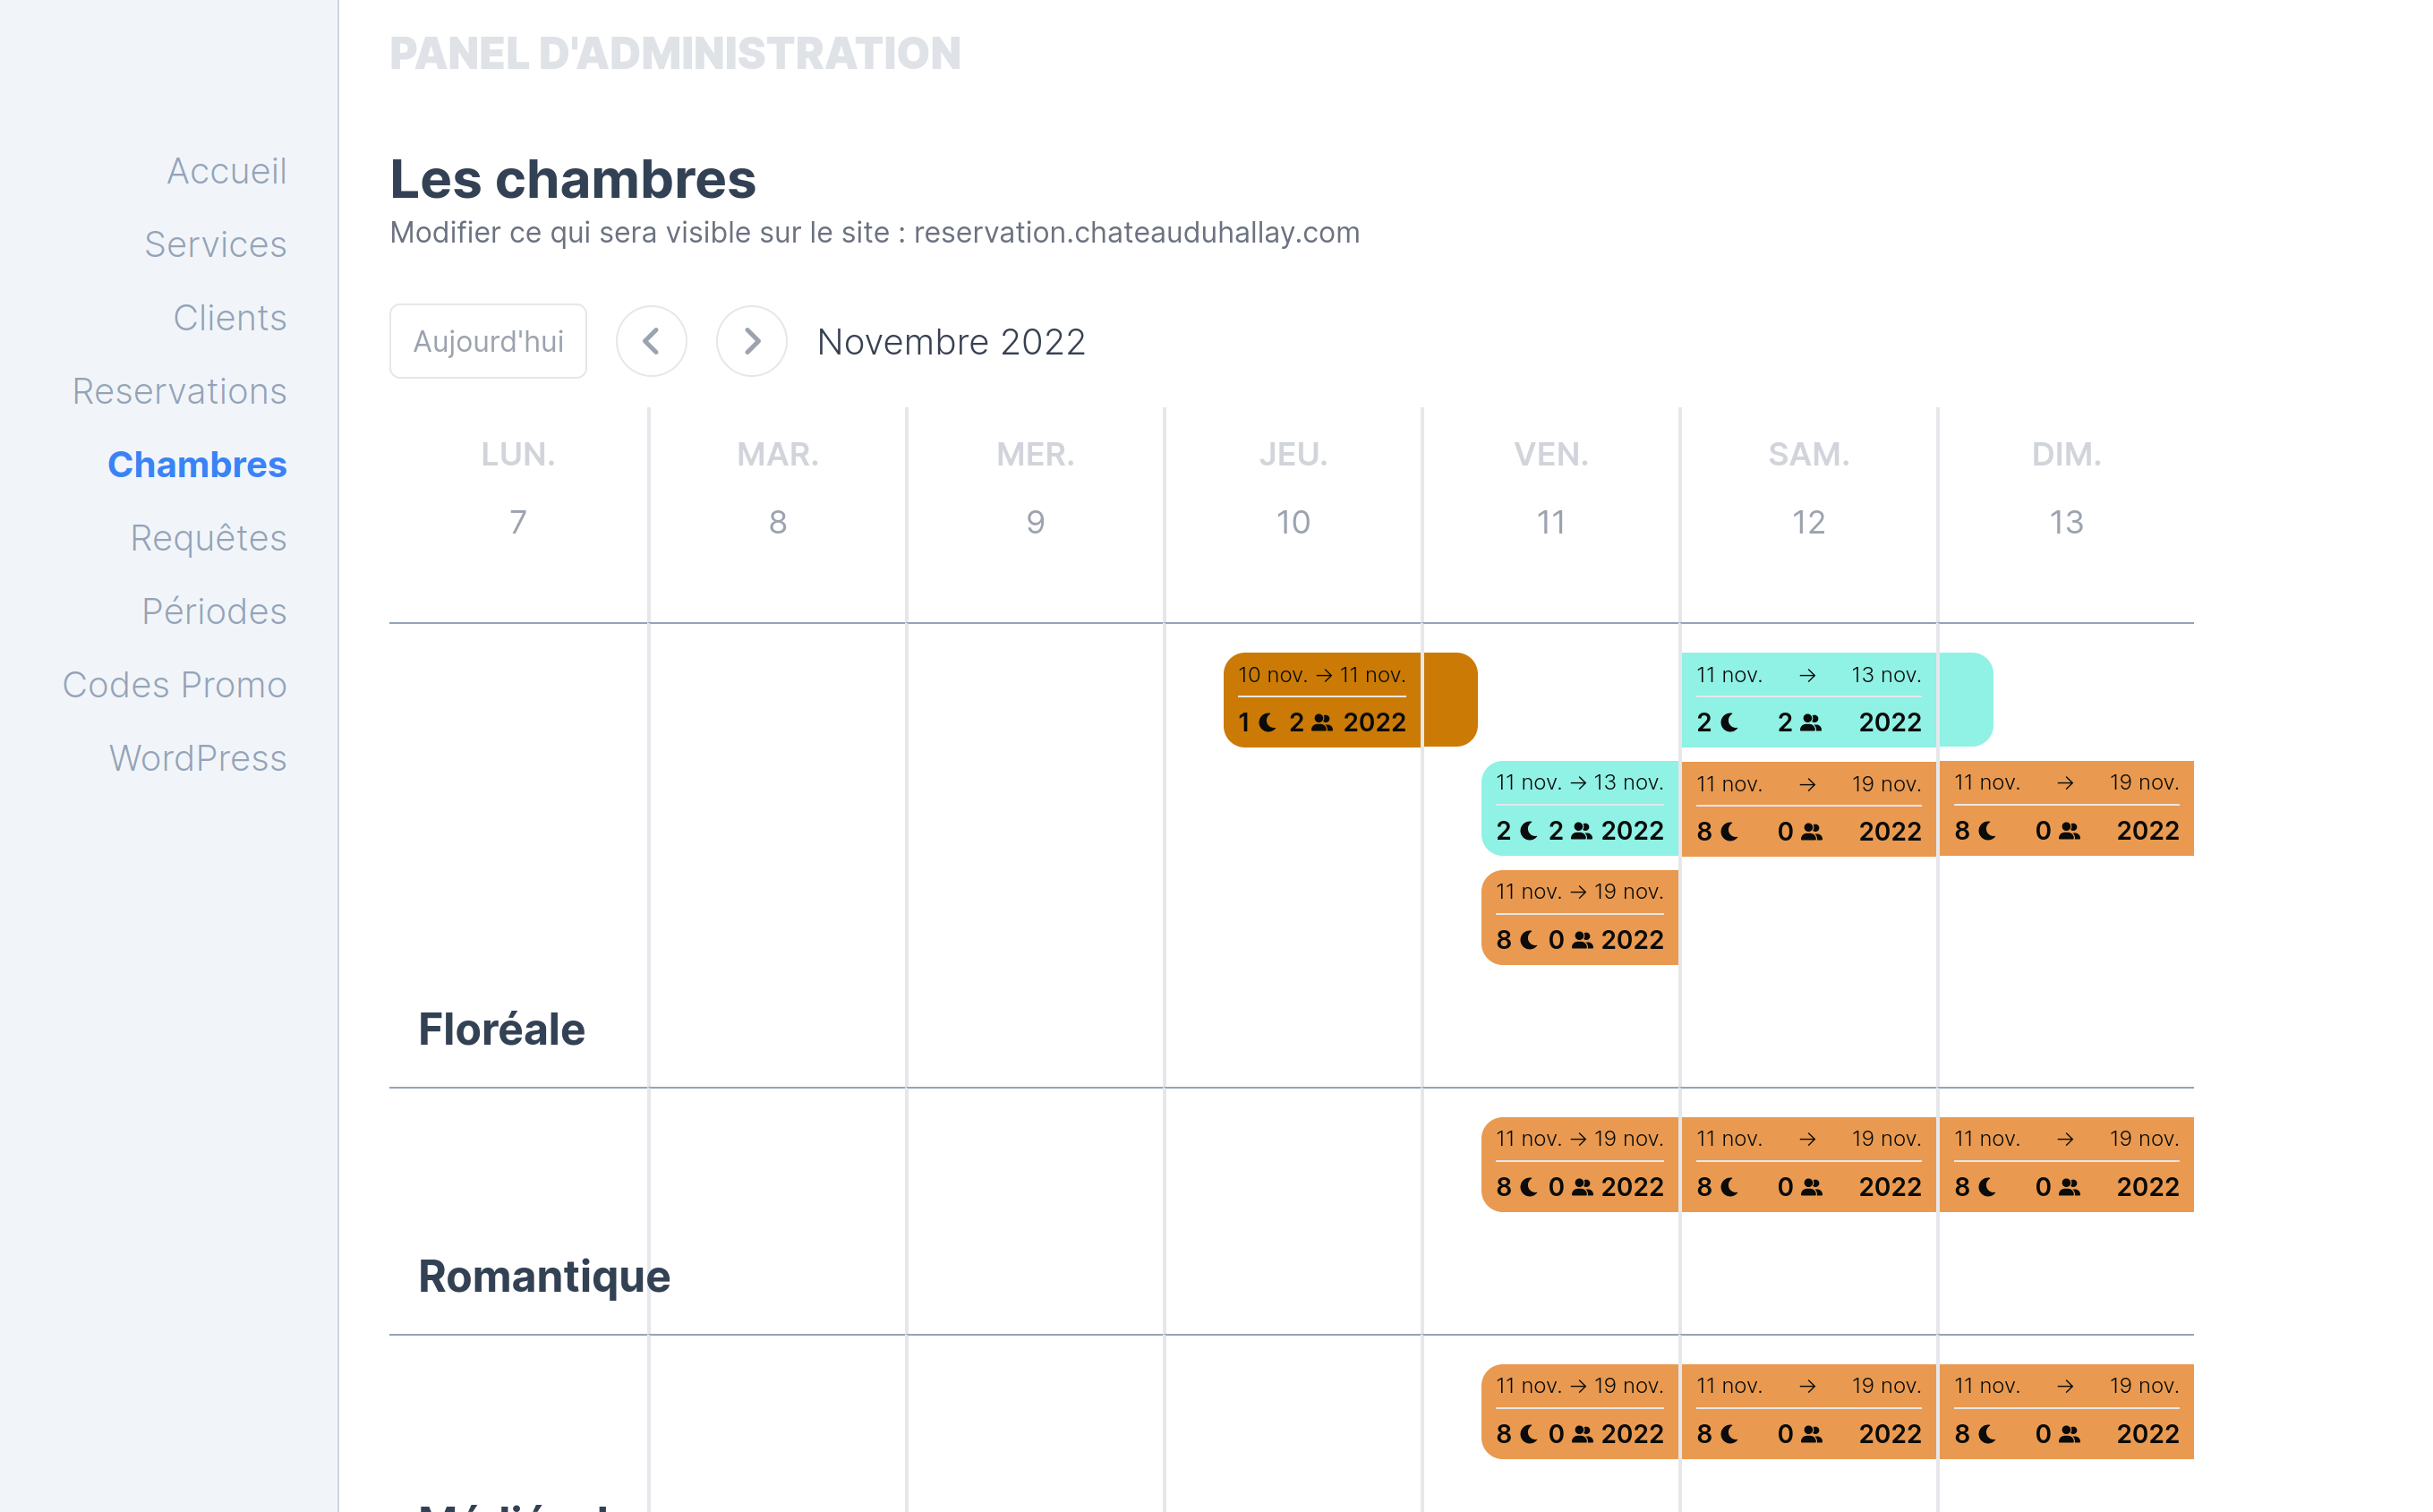 PANEL D'ADMINISTRATION
Accueil
Services
Clients
Reservations
Chambres
Requêtes
Périodes
Codes Promo
WordPress
Les chambres
Modifier ce qui sera visible sur le site : reservation.chateauduhallay.com
Aujourd'hui
Novembre 2022
LUN. MAR. MER. JEU. VEN. SAM. DIM.
7 8 9 10 11 12 13
10 nov. → 11 nov. 11 nov. → 13 nov.
1 2 2022 2 2 2022
11 nov. → 13 nov. 11 nov. → 19 nov. 11 nov. → 19 nov.
2 2 2022 8 0 2022 8 0 2022
11 nov. → 19 nov.
8 0 2022
Floréale
11 nov. → 19 nov. 11 nov. → 19 nov. 11 nov. → 19 nov.
8 0 2022 8 0 2022 8 0 2022
Romantique
11 nov. → 19 nov. 11 nov. → 19 nov. 11 nov. → 19 nov.
8 0 2022 8 0 2022 8 0 2022